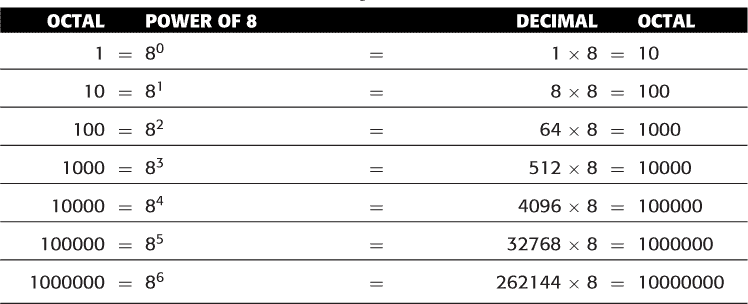 OCTAL POWER OF 8 DECIMAL OCTAL
1 = 8⁰ = 1 × 8 = 10
10 = 8¹ = 8 × 8 = 100
100 = 8² = 64 × 8 = 1000
1000 = 8³ = 512 × 8 = 10000
10000 = 8⁴ = 4096 × 8 = 100000
100000 = 8⁵ = 32768 × 8 = 1000000
1000000 = 8⁶ = 262144 × 8 = 10000000